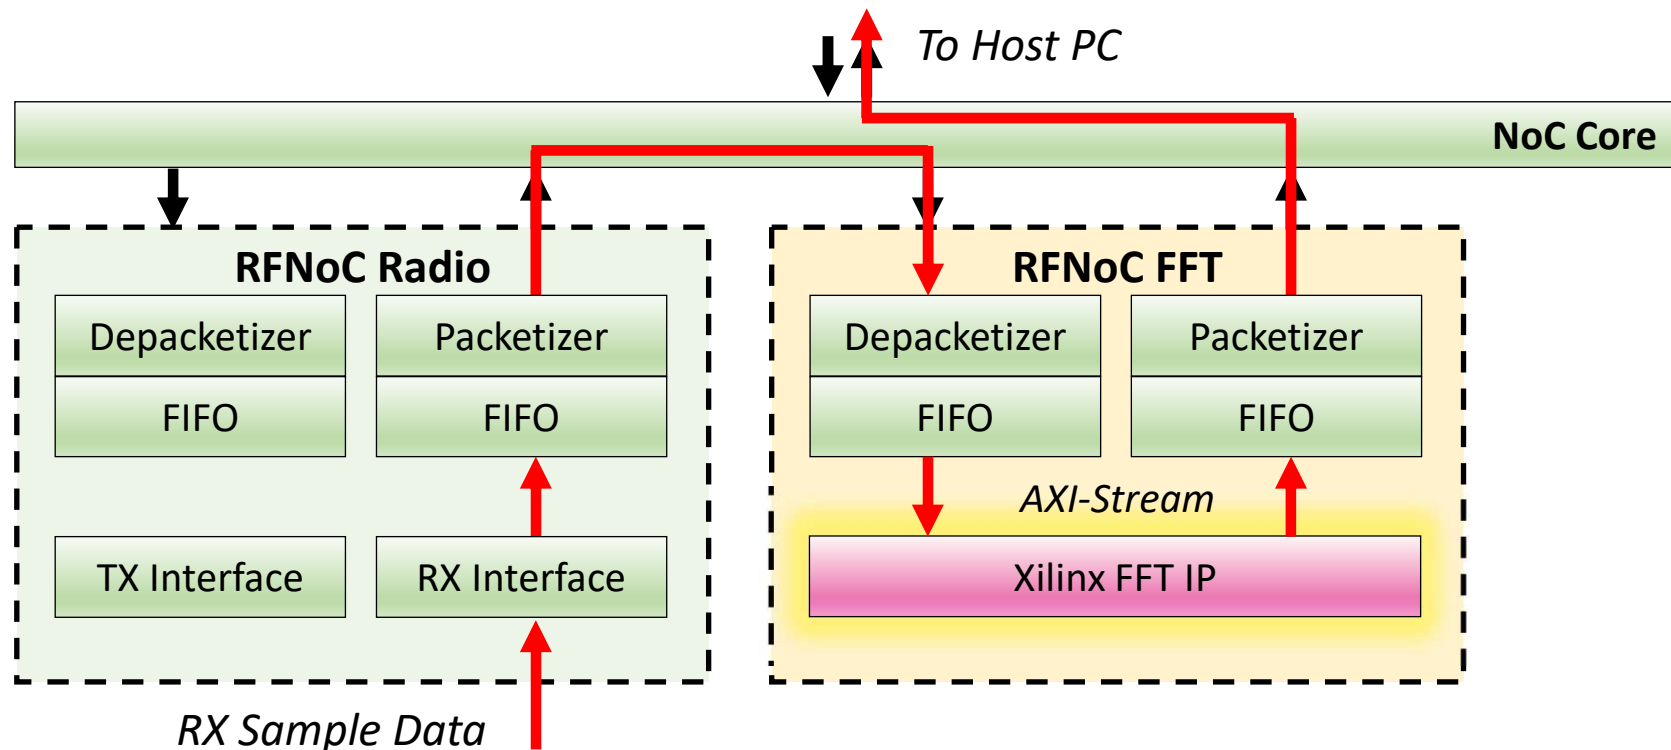 To Host PC
NoC Core
RFNoC Radio
Depacketizer
Packetizer
FIFO
FIFO
TX Interface
RX Interface
RX Sample Data
RFNoC FFT
Depacketizer
Packetizer
FIFO
FIFO
AXI-Stream
Xilinx FFT IP